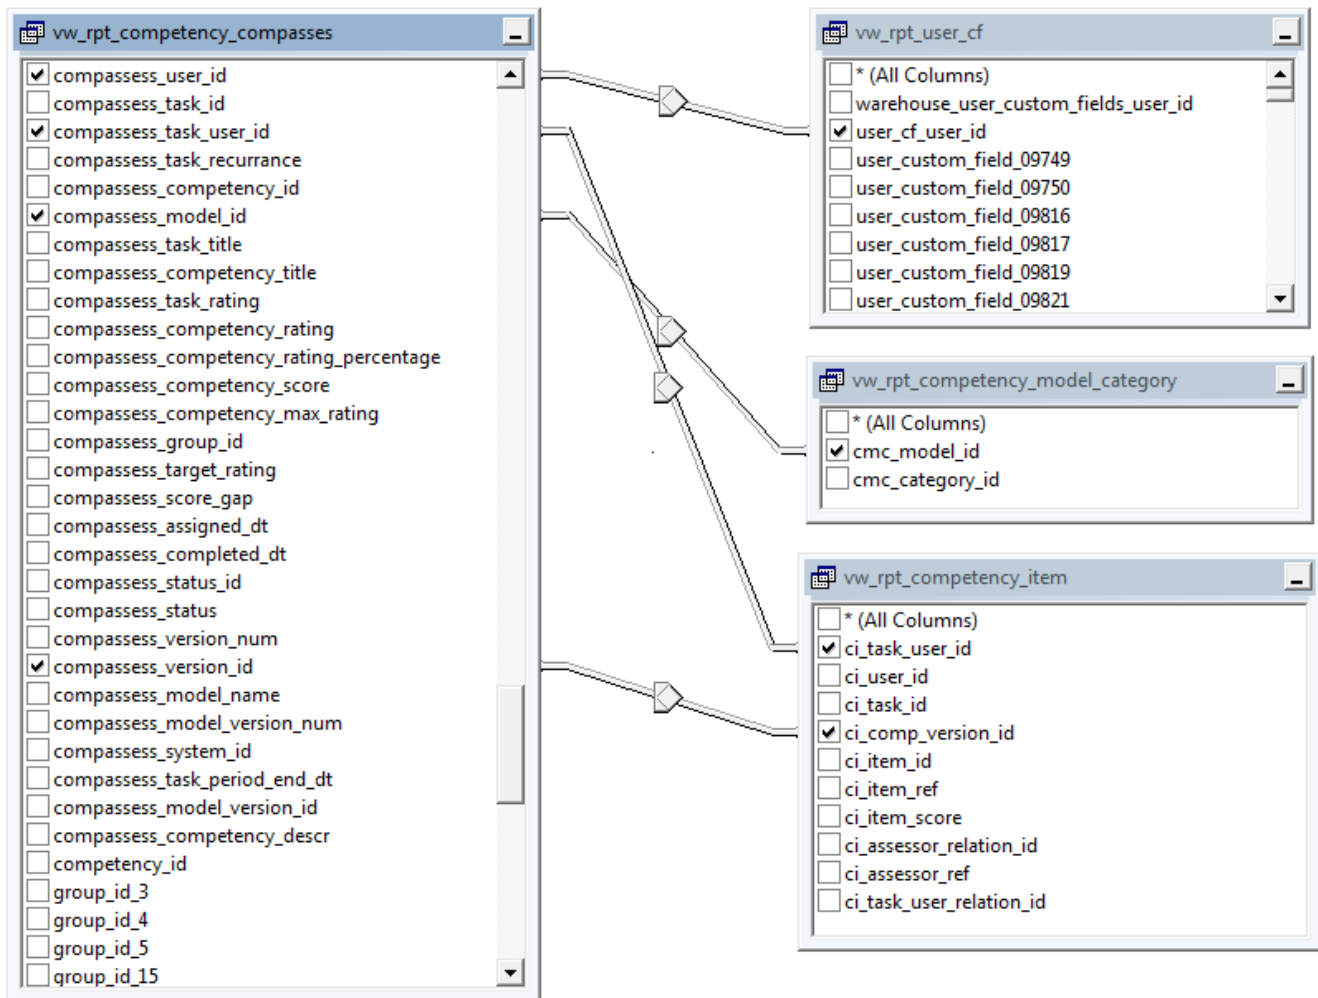 vw_rpt_competency_compasses
compassess_user_id
compassess_task_id
compassess_task_user_id
compassess_task_recurrance
compassess_competency_id
compassess_model_id
compassess_task_title
compassess_competency_title
compassess_task_rating
compassess_competency_rating
compassess_competency_rating_percentage
compassess_competency_score
compassess_competency_max_rating
compassess_group_id
compassess_target_rating
compassess_score_gap
compassess_assigned_dt
compassess_completed_dt
compassess_status_id
compassess_status
compassess_version_num
compassess_version_id
compassess_model_name
compassess_model_version_num
compassess_system_id
compassess_task_period_end_dt
compassess_model_version_id
compassess_competency_descr
competency_id
group_id_3
group_id_4
group_id_5
group_id_15
vw_rpt_user_cf
* (All Columns)
warehouse_user_custom_fields_user_id
user_cf_user_id
user_custom_field_09749
user_custom_field_09750
user_custom_field_09816
user_custom_field_09817
user_custom_field_09819
user_custom_field_09821
vw_rpt_competency_model_category
* (All Columns)
cmc_model_id
cmc_category_id
vw_rpt_competency_item
* (All Columns)
ci_task_user_id
ci_user_id
ci_task_id
ci_comp_version_id
ci_item_id
ci_item_ref
ci_item_score
ci_assessor_relation_id
ci_assessor_ref
ci_task_user_relation_id